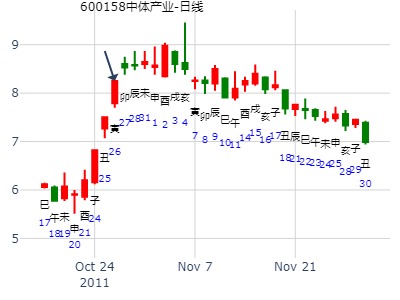 600158中体产业-日线
9
8
7
6
5
卯 辰 未 申 酉 戌 亥
27 28 31 1 2 3 4
寅 卯 辰 巳 午 酉 戌 亥 子
7 8 9 10 11 14 15 16 17
寅
26
丑 辰 巳 午 未 申 亥 子
18 21 22 23 24 25 28 29
丑
25
丑
30
巳 午 未 申 酉 子
17 18 19 20 21 24
Oct 24
2011
Nov 7
Nov 21